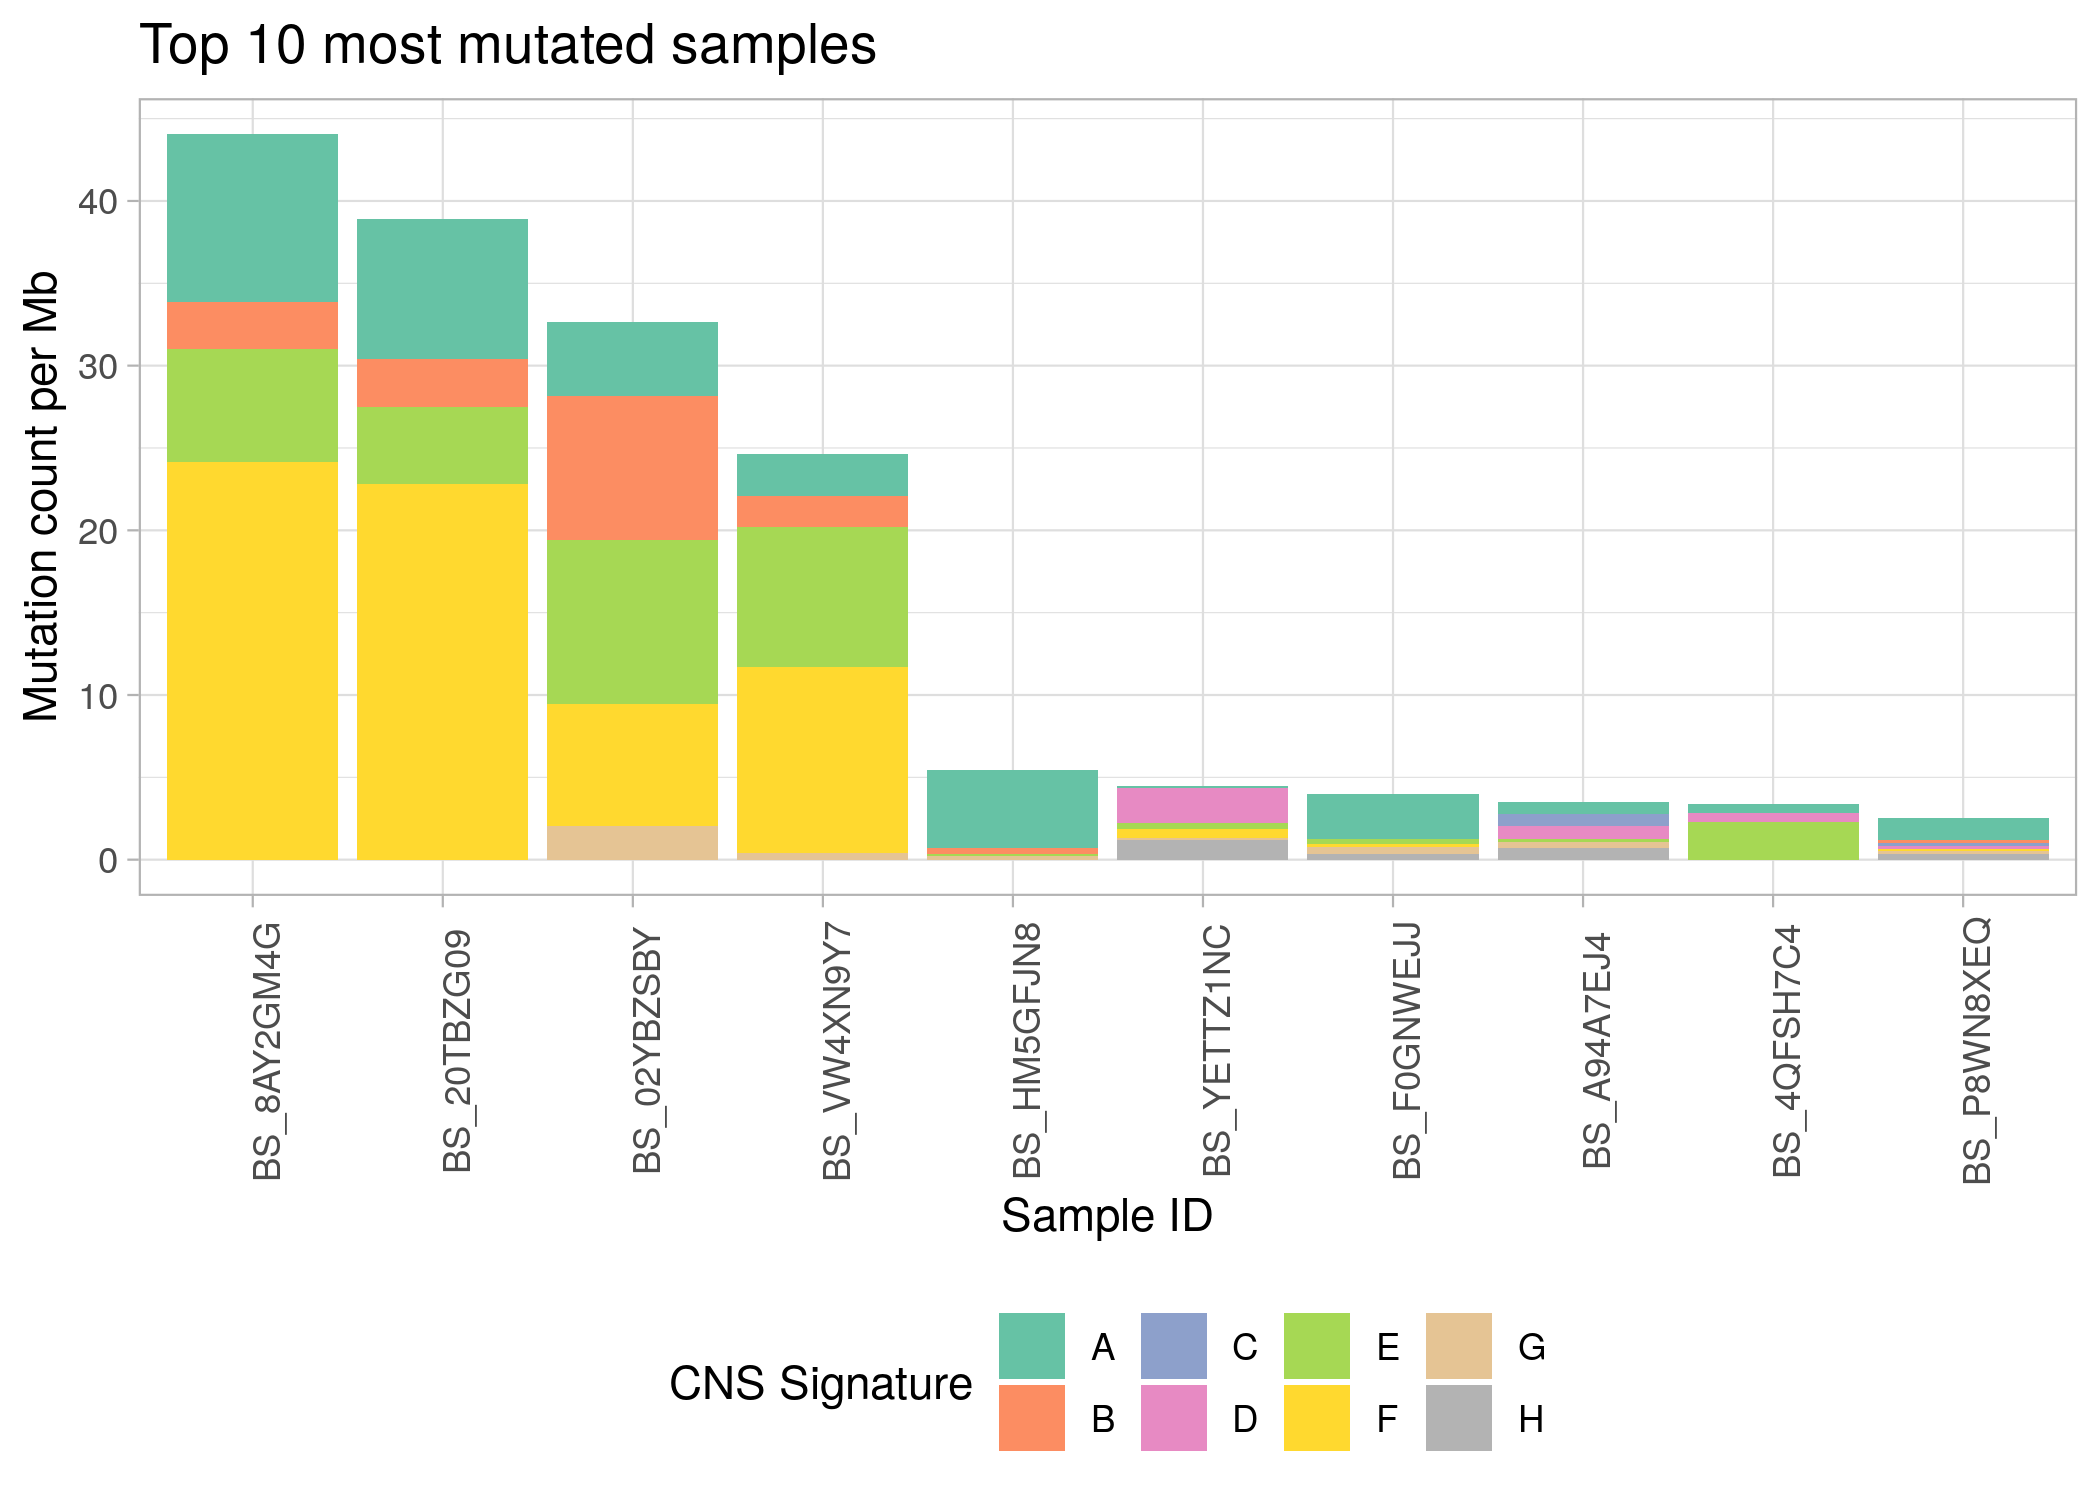 Top 10 most mutated samples
Mutation count per Mb
40
30
20
10
0
BS_8AY2GM4G
BS_20TBZG09
BS_02YBZSBY
BS_VW4XN9Y7
BS_HM5GFJN8
BS_YETTZ1NC
BS_F0GNWEJJ
BS_A94A7EJ4
BS_4QFSH7C4
BS_P8WN8XEQ
Sample ID
CNS Signature
A C E G
B D F H